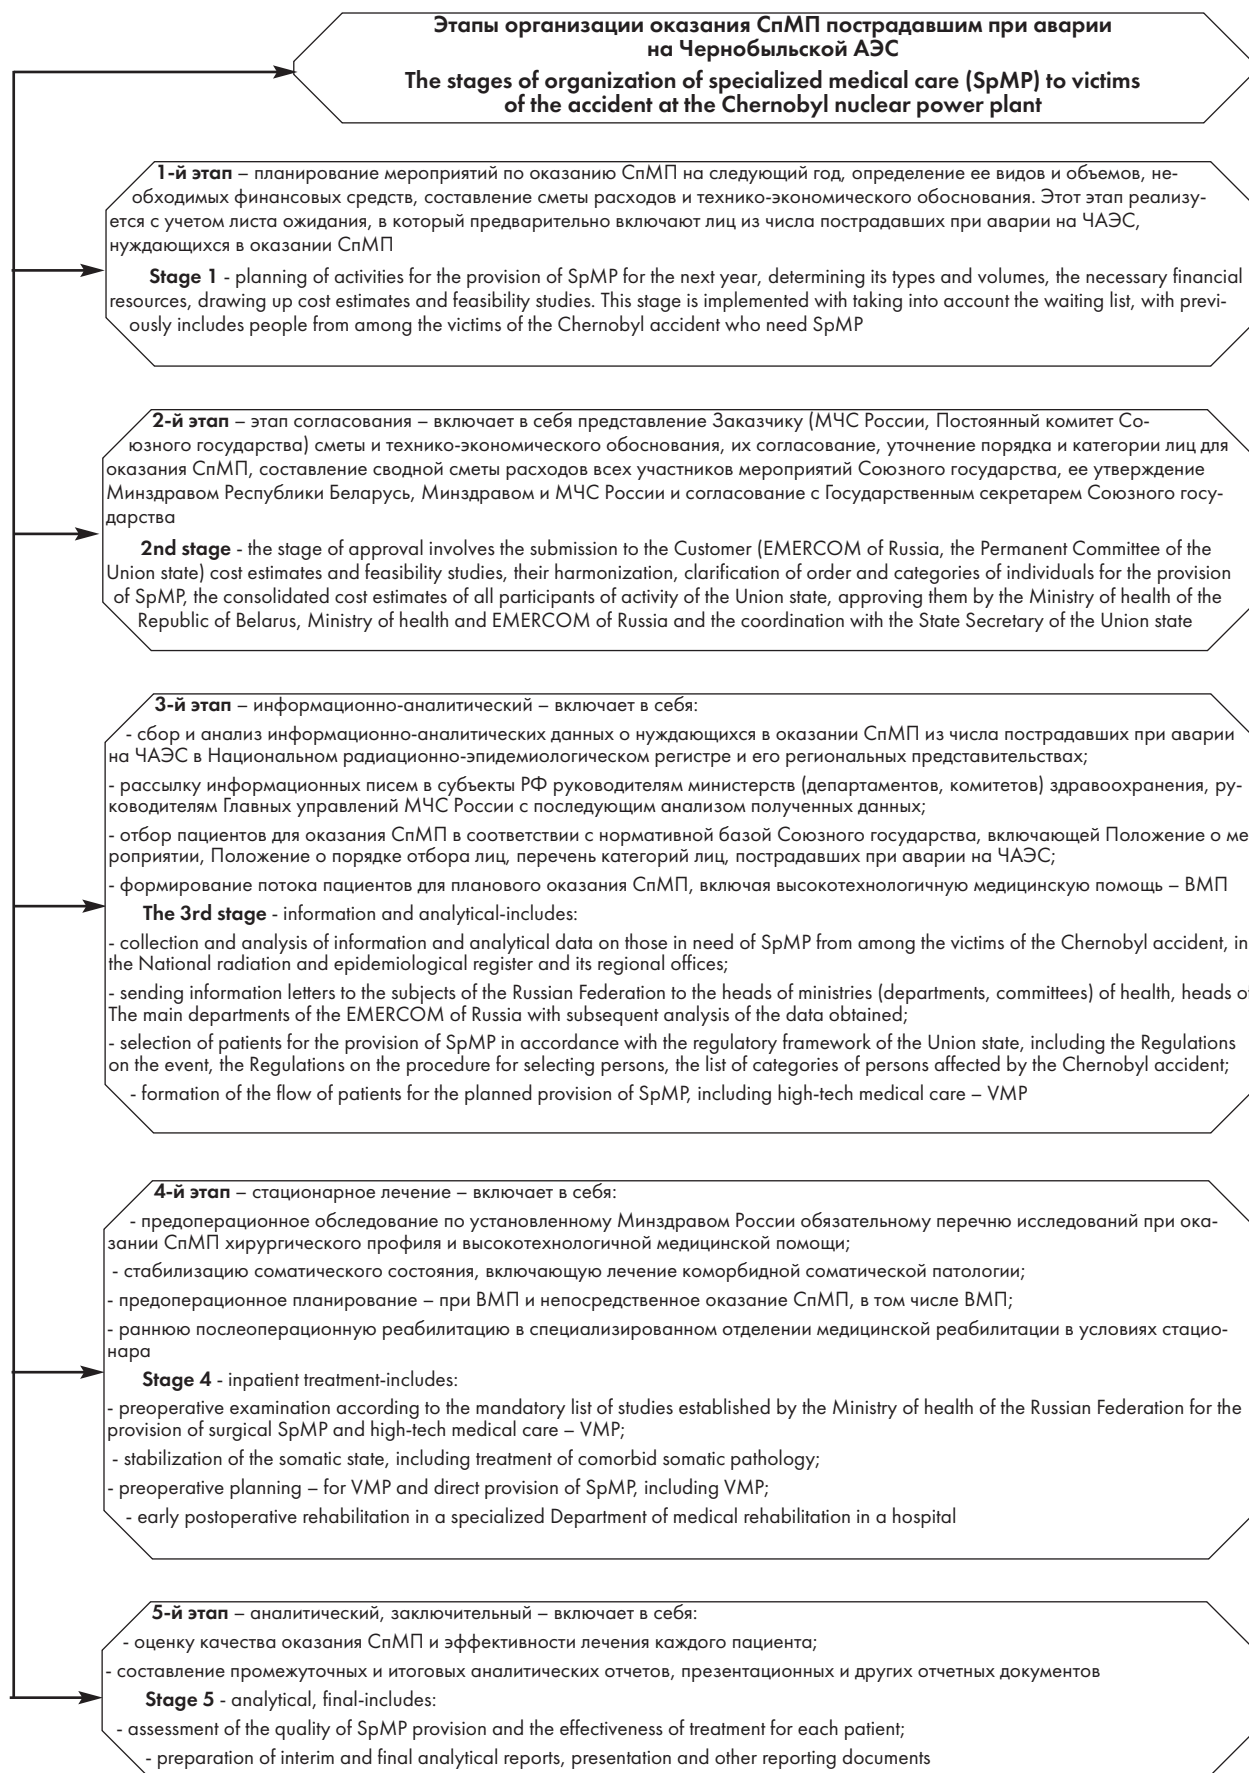 Этапы организации оказания СпМП пострадавшим при аварии
на Чернобыльской АЭС
The stages of organization of specialized medical care (SpMP) to victims
of the accident at the Chernobyl nuclear power plant
1-й этап – планирование мероприятий по оказанию СпМП на следующий год, определение ее видов и объемов, не-
обходимых финансовых средств, составление сметы расходов и технико-экономического обоснования. Этот этап реализу-
ется с учетом листа ожидания, в который предварительно включают лиц из числа пострадавших при аварии на ЧАЭС,
нуждающихся в оказании СпМП
Stage 1 - planning of activities for the provision of SpMP for the next year, determining its types and volumes, the necessary financial
resources, drawing up cost estimates and feasibility studies. This stage is implemented with taking into account the waiting list, with previ-
ously includes people from among the victims of the Chernobyl accident who need SpMP
2-й этап – этап согласования – включает в себя представление Заказчику (МЧС России, Постоянный комитет Со-
юзного государства) сметы и технико-экономического обоснования, их согласование, уточнение порядка и категории лиц для
оказания СпМП, составление сводной сметы расходов всех участников мероприятий Союзного государства, ее утверждение
Минздравом Республики Беларусь, Минздравом и МЧС России и согласование с Государственным секретарем Союзного госу-
дарства
2nd stage - the stage of approval involves the submission to the Customer (EMERCOM of Russia, the Permanent Committee of the
Union state) cost estimates and feasibility studies, their harmonization, clarification of order and categories of individuals for the provision
of SpMP, the consolidated cost estimates of all participants of activity of the Union state, approving them by the Ministry of health of the
Republic of Belarus, Ministry of health and EMERCOM of Russia and the coordination with the State Secretary of the Union state
3-й этап – информационно-аналитический – включает в себя:
- сбор и анализ информационно-аналитических данных о нуждающихся в оказании СпМП из числа пострадавших при аварии
на ЧАЭС в Национальном радиационно-эпидемиологическом регистре и его региональных представительствах;
- рассылку информационных писем в субъекты РФ руководителям министерств (департаментов, комитетов) здравоохранения, ру-
ководителям Главных управлений МЧС России с последующим анализом полученных данных;
- отбор пациентов для оказания СпМП в соответствии с нормативной базой Союзного государства, включающей Положение о ме
роприятии, Положение о порядке отбора лиц, перечень категорий лиц, пострадавших при аварии на ЧАЭС;
- формирование потока пациентов для планового оказания СпМП, включая высокотехнологичную медицинскую помощь – ВМП
The 3rd stage - information and analytical-includes:
- collection and analysis of information and analytical data on those in need of SpMP from among the victims of the Chernobyl accident, in
the National radiation and epidemiological register and its regional offices;
- sending information letters to the subjects of the Russian Federation to the heads of ministries (departments, committees) of health, heads of
The main departments of the EMERCOM of Russia with subsequent analysis of the data obtained;
- selection of patients for the provision of SpMP in accordance with the regulatory framework of the Union state, including the Regulations
on the event, the Regulations on the procedure for selecting persons, the list of categories of persons affected by the Chernobyl accident;
- formation of the flow of patients for the planned provision of SpMP, including high-tech medical care – VMP
4-й этап – стационарное лечение – включает в себя:
- предоперационное обследование по установленному Минздравом России обязательному перечню исследований при ока-
зании СпМП хирургического профиля и высокотехнологичной медицинской помощи;
- стабилизацию соматического состояния, включающую лечение коморбидной соматической патологии;
- предоперационное планирование – при ВМП и непосредственное оказание СпМП, в том числе ВМП;
- раннюю послеоперационную реабилитацию в специализированном отделении медицинской реабилитации в условиях стацио-
нара
Stage 4 - inpatient treatment-includes:
- preoperative examination according to the mandatory list of studies established by the Ministry of health of the Russian Federation for the
provision of surgical SpMP and high-tech medical care – VMP;
- stabilization of the somatic state, including treatment of comorbid somatic pathology;
- preoperative planning – for VMP and direct provision of SpMP, including VMP;
- early postoperative rehabilitation in a specialized Department of medical rehabilitation in a hospital
5-й этап – аналитический, заключительный – включает в себя:
- оценку качества оказания СпМП и эффективности лечения каждого пациента;
- составление промежуточных и итоговых аналитических отчетов, презентационных и других отчетных документов
Stage 5 - analytical, final-includes:
- assessment of the quality of SpMP provision and the effectiveness of treatment for each patient;
- preparation of interim and final analytical reports, presentation and other reporting documents